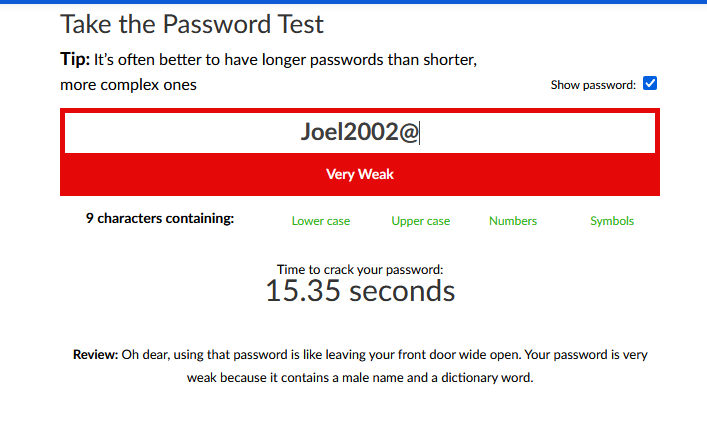 Take the Password Test
Tip: It's often better to have longer passwords than shorter,
more complex ones
Show password:
Joel2002@
Very Weak
9 characters containing:
Lower case
Upper case
Numbers
Symbols
Time to crack your password:
15.35 seconds
Review: Oh dear, using that password is like leaving your front door wide open. Your password is very
weak because it contains a male name and a dictionary word.